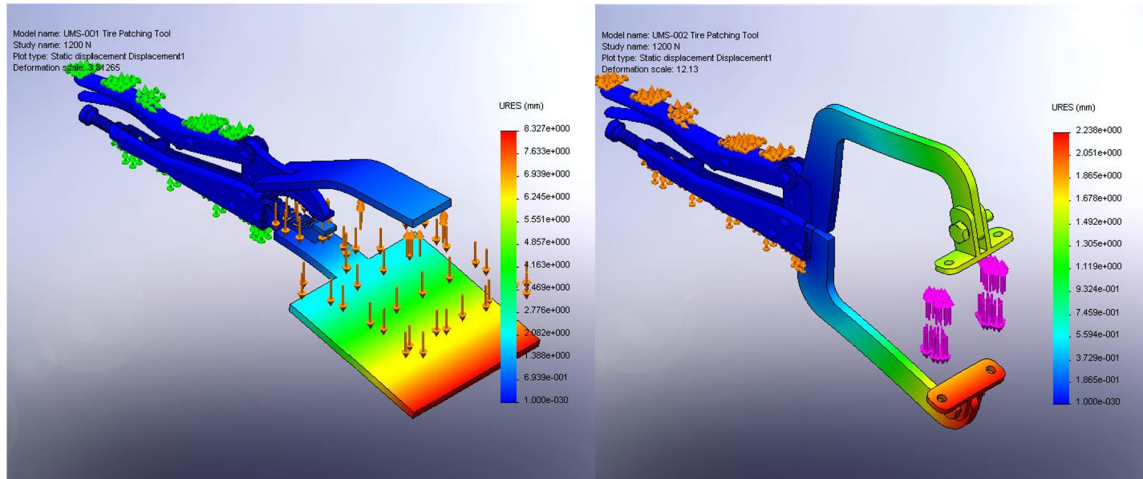 Model name: UMS-001 Tire Patching Tool
Study name: 1200 N
Plot type: Static displacement Displacement1
Deformation scale:
URES (mm)
8.327e+000
7.633e+000
6.939e+000
6.245e+000
5.551e+000
4.857e+000
4.163e+000
3.469e+000
2.776e+000
2.082e+000
1.388e+000
6.939e-001
1.000e-030
Model name: UMS-002 Tire Patching Tool
Study name: 1200 N
Plot type: Static displacement Displacement1
Deformation scale: 12.13
URES (mm)
2.238e+000
2.051e+000
1.865e+000
1.678e+000
1.492e+000
1.305e+000
1.119e+000
9.324e-001
7.459e-001
5.594e-001
3.729e-001
1.865e-001
1.000e-030